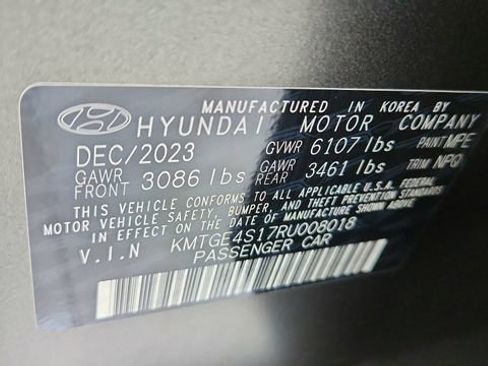 MANUFACTURED IN KOREA BY
HYUNDAI MOTOR COMPANY
DEC/2023 GVWR 6107 lbs PAINT MPE
GAWR FRONT 3086 lbs GAWR REAR 3461 lbs TRIM NPQ
THIS VEHICLE CONFORMS TO ALL APPLICABLE U.S.A. FEDERAL
MOTOR VEHICLE SAFETY, BUMPER, AND THEFT PREVENTION STANDARDS
IN EFFECT ON THE DATE OF MANUFACTURE SHOWN ABOVE.
V.I.N KMTGE4S17RU008018
PASSENGER CAR